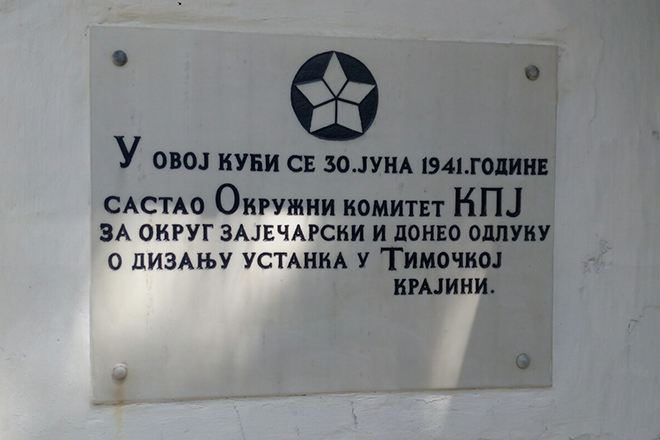 У ОВОЈ КУЋИ СЕ 30.ЈУНА 1941.ГОДИНЕ
САСТАО ОКРУЖНИ КОМИТЕТ КПЈ
ЗА ОКРУГ ЗАЈЕЧАРСКИ И ДОНЕО ОДЛУКУ
О ДИЗАЊУ УСТАНКА У ТИМОЧКОЈ
КРАЈИНИ.